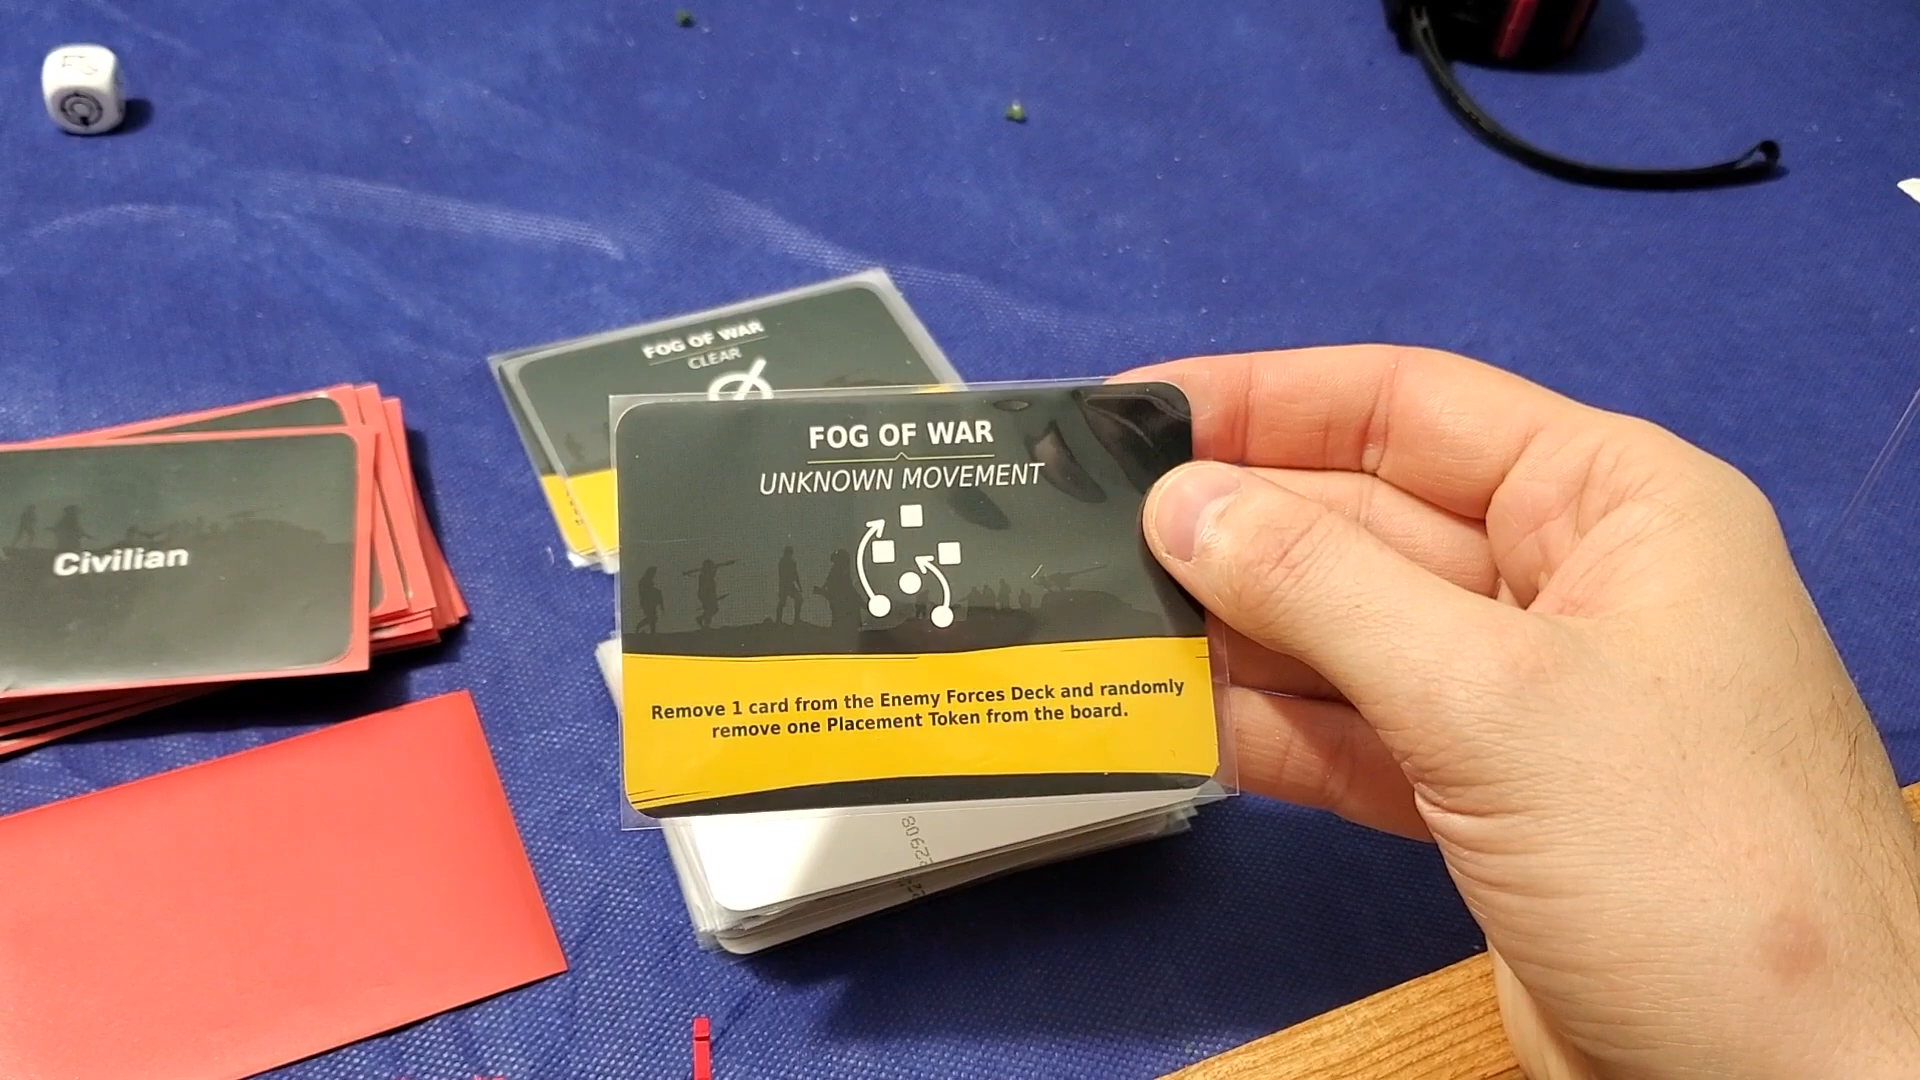 FOG OF WAR
CLEAR
FOG OF WAR
UNKNOWN MOVEMENT
Remove 1 card from the Enemy Forces Deck and randomly
remove one Placement Token from the board.
Civilian